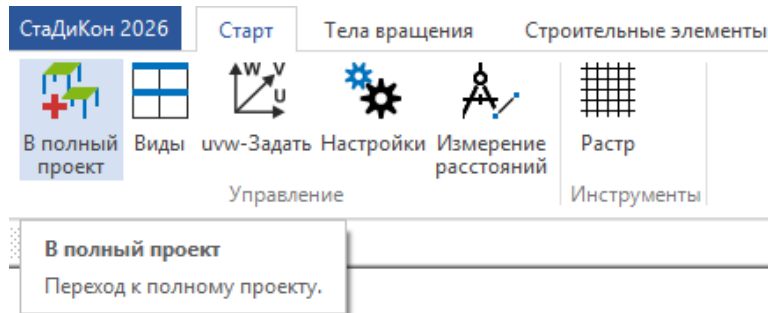 СтаДиКон 2026 Старт Тела вращения Строительные элементы
W V U
В полный проект Виды uvw-Задать Настройки Измерение расстояний Растр
Управление Инструменты
В полный проект
Переход к полному проекту.